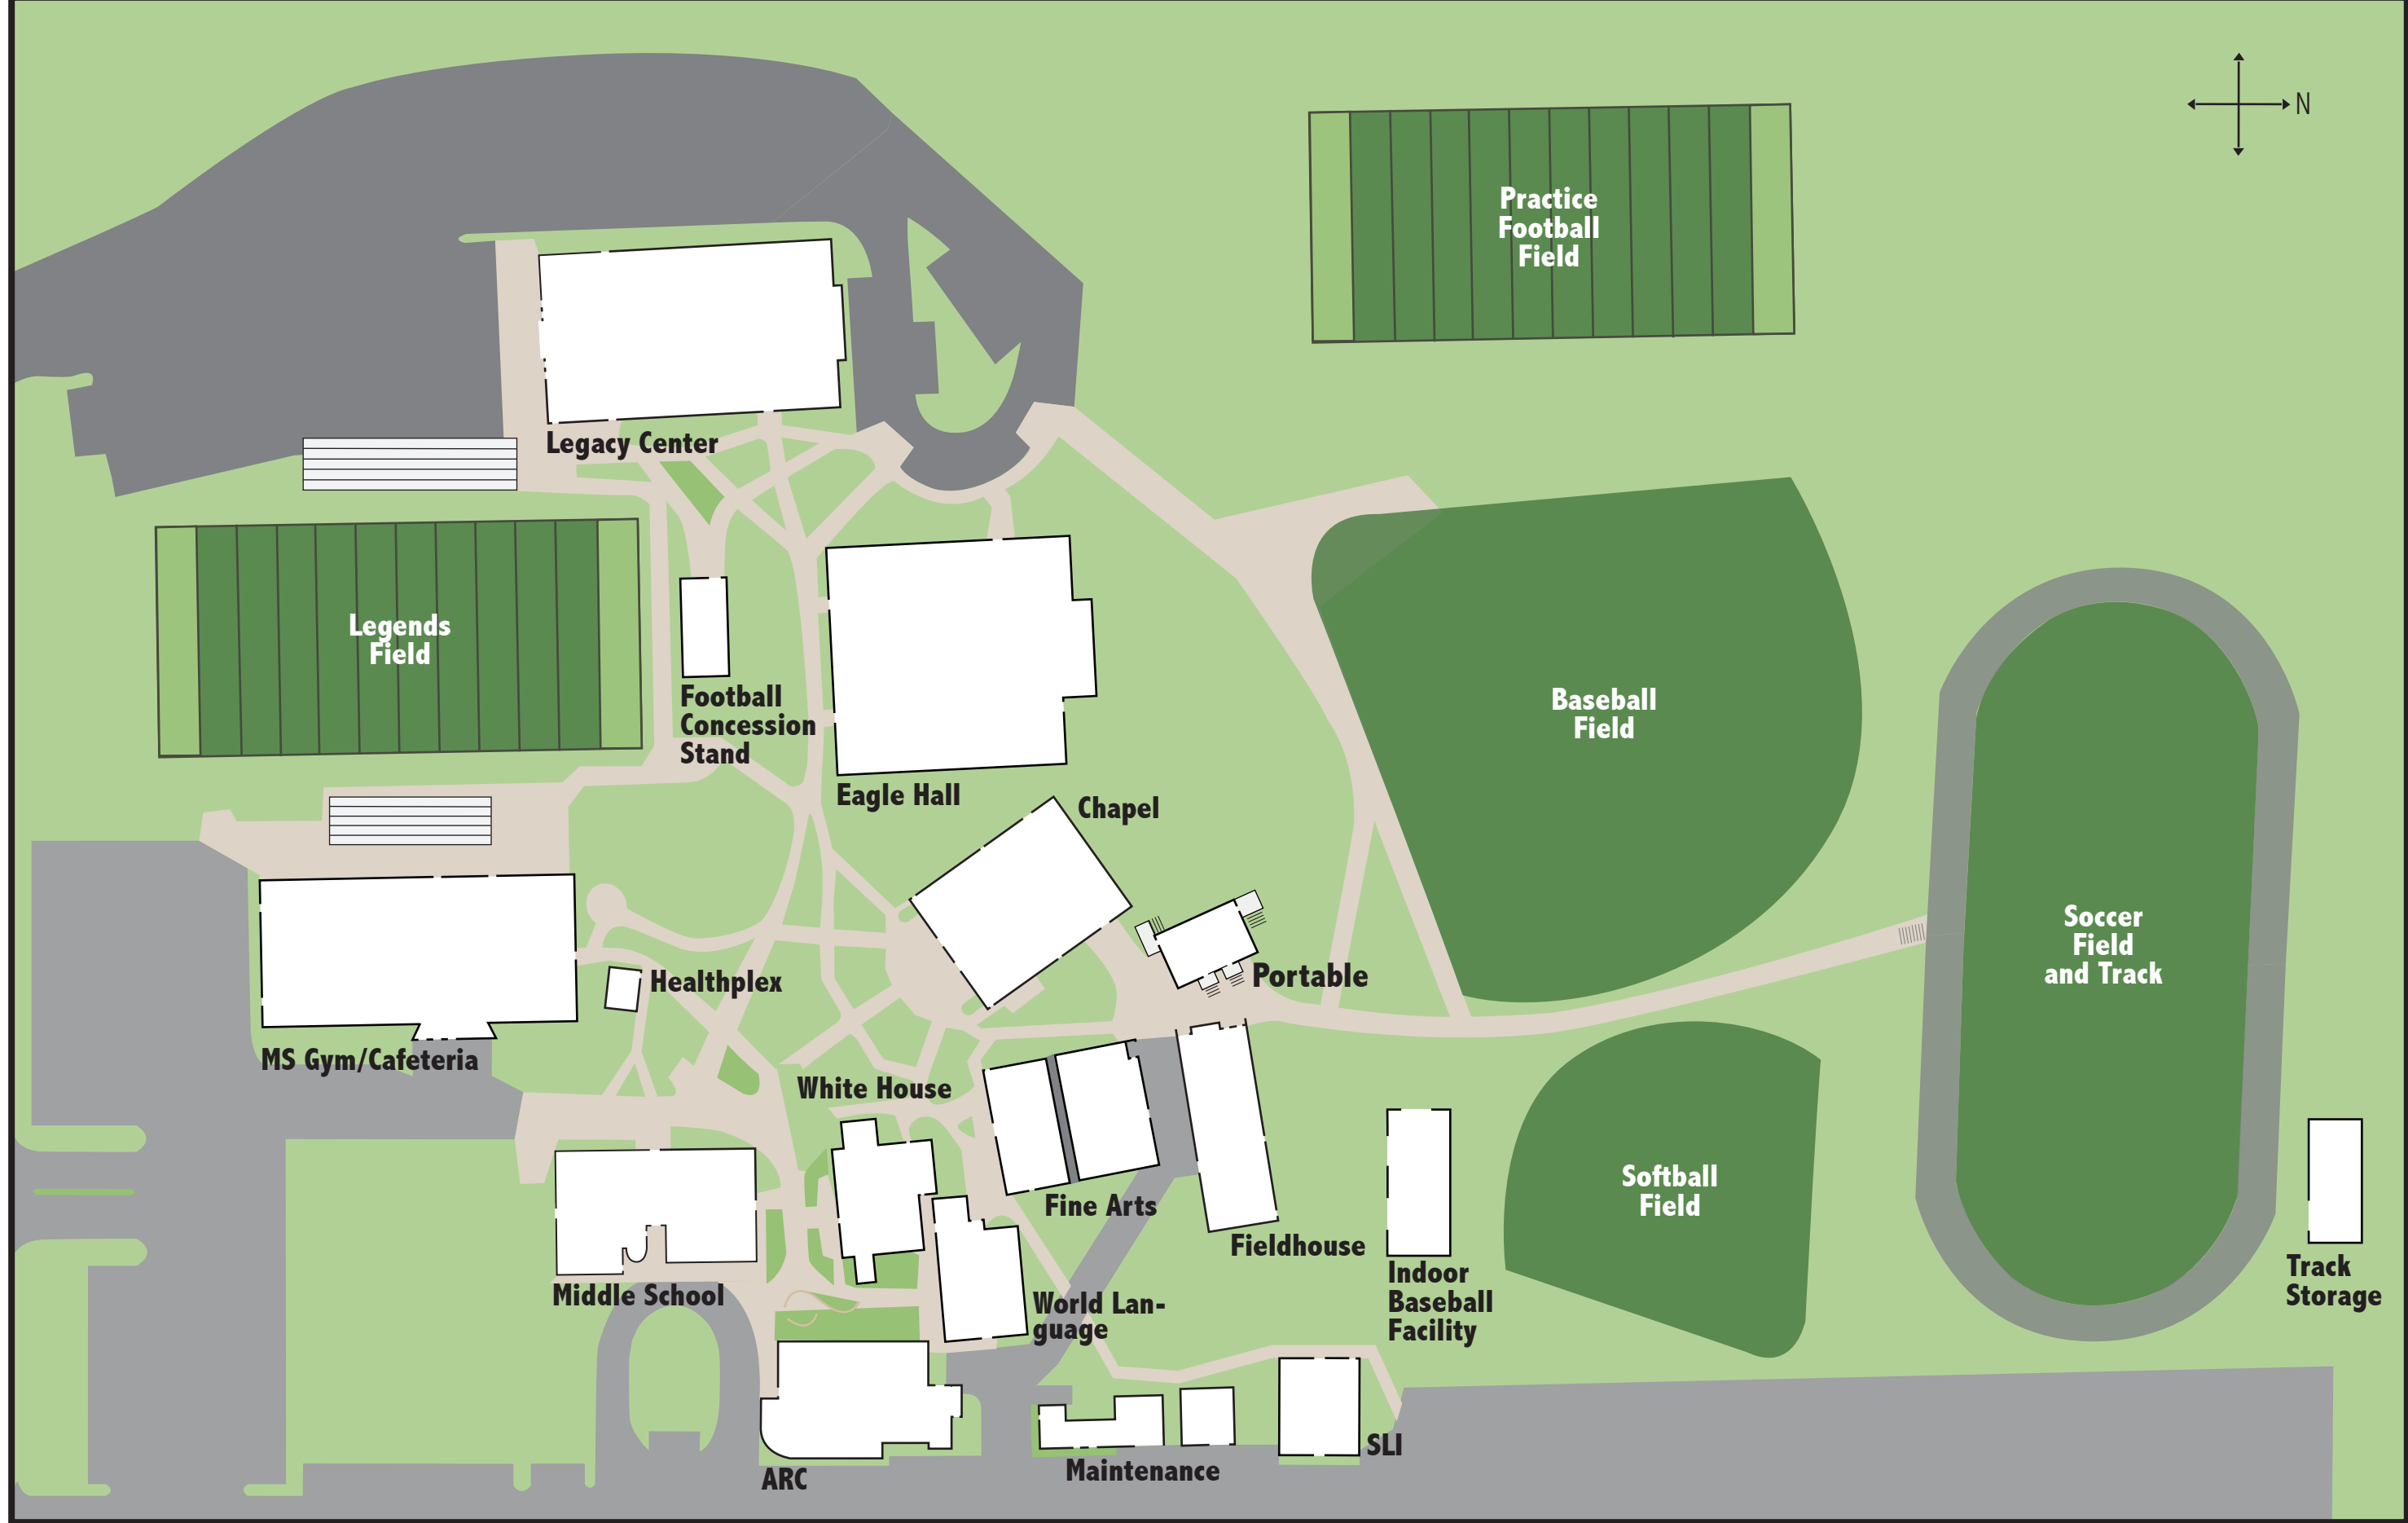 N
Practice
Football
Field
Legacy Center
Legends
Field
Football
Concession
Stand
Eagle Hall
Chapel
Baseball
Field
Soccer
Field
and Track
Healthplex
Portable
MS Gym/Cafeteria
White House
Softball
Field
Fine Arts
Fieldhouse
Indoor
Baseball
Facility
Track
Storage
Middle School
World Lan-
guage
SLI
Maintenance
ARC